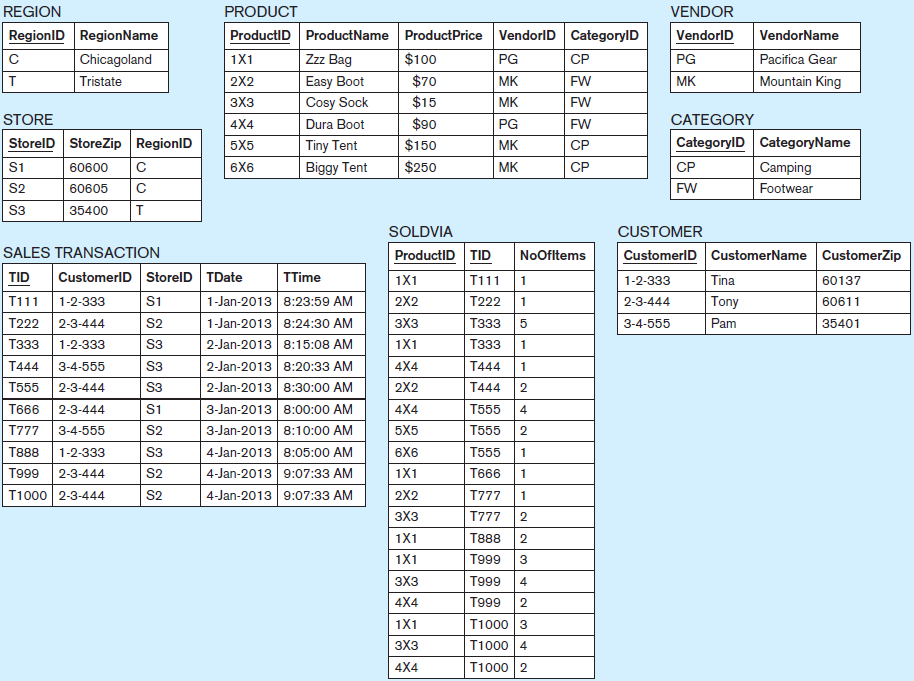 REGION
RegionID RegionName
C Chicagoland
T Tristate
PRODUCT
ProductID ProductName ProductPrice VendorID CategoryID
1X1 Zzz Bag $100 PG CP
2X2 Easy Boot $70 MK FW
3X3 Cosy Sock $15 MK FW
4X4 Dura Boot $90 PG FW
5X5 Tiny Tent $150 MK CP
6X6 Biggy Tent $250 MK CP
VENDOR
VendorID VendorName
PG Pacifica Gear
MK Mountain King
STORE
StoreID StoreZip RegionID
S1 60600 C
S2 60605 C
S3 35400 T
CATEGORY
CategoryID CategoryName
CP Camping
FW Footwear
SALES TRANSACTION
TID CustomerID StoreID TDate TTime
T111 1-2-333 S1 1-Jan-2013 8:23:59 AM
T222 2-3-444 S2 1-Jan-2013 8:24:30 AM
T333 1-2-333 S3 2-Jan-2013 8:15:08 AM
T444 3-4-555 S3 2-Jan-2013 8:20:33 AM
T555 2-3-444 S3 2-Jan-2013 8:30:00 AM
T666 2-3-444 S1 3-Jan-2013 8:00:00 AM
T777 3-4-555 S2 3-Jan-2013 8:10:00 AM
T888 1-2-333 S3 4-Jan-2013 8:05:00 AM
T999 2-3-444 S2 4-Jan-2013 9:07:33 AM
T1000 2-3-444 S2 4-Jan-2013 9:07:33 AM
SOLDVIA
ProductID TID NoOfItems
1X1 T111 1
2X2 T222 1
3X3 T333 5
1X1 T333 1
4X4 T444 1
2X2 T444 2
4X4 T555 4
5X5 T555 2
6X6 T555 1
1X1 T666 1
2X2 T777 1
3X3 T777 2
1X1 T888 2
1X1 T999 3
3X3 T999 4
4X4 T999 2
1X1 T1000 3
3X3 T1000 4
4X4 T1000 2
CUSTOMER
CustomerID CustomerName CustomerZip
1-2-333 Tina 60137
2-3-444 Tony 60611
3-4-555 Pam 35401